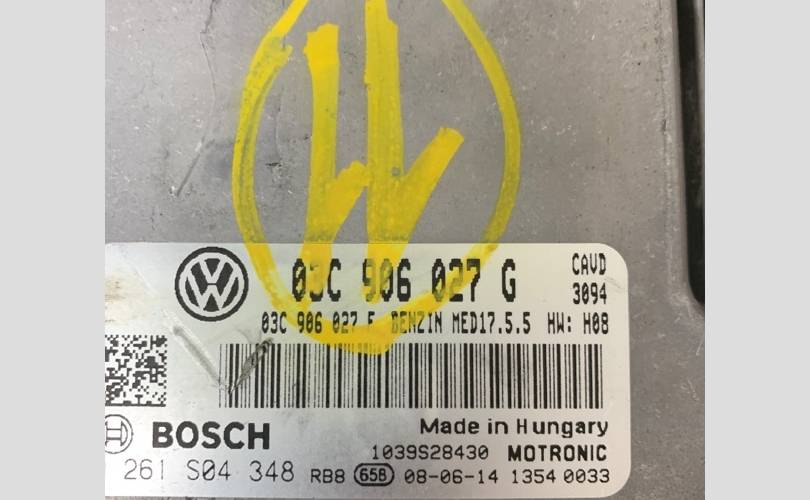 03C 906 027 G CAVD
3094
03C 906 027 BENZIN MED17.5.5 HW: H08
Made in Hungary
BOSCH
1039S28430 MOTRONIC
261 S04 348 RB8 658 08-06-14 1354 0033